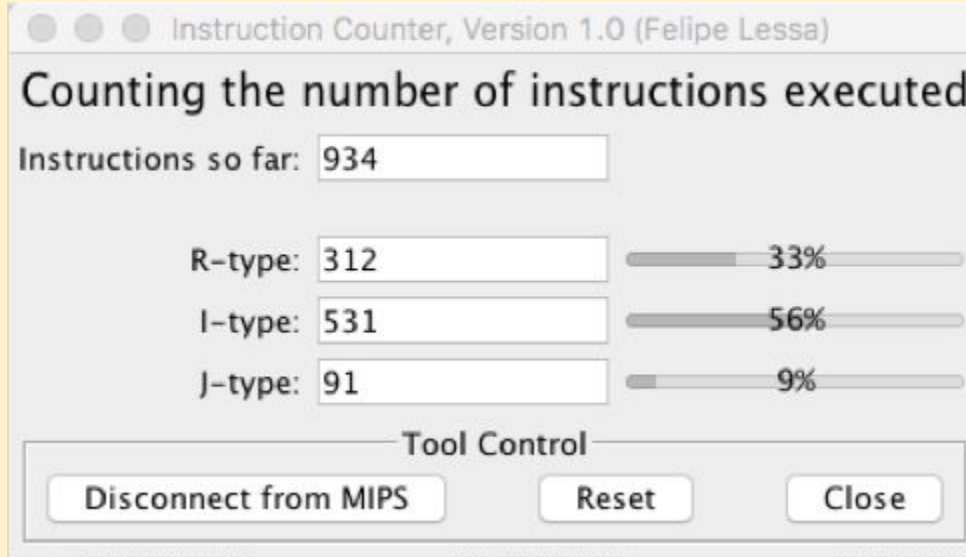 Instruction Counter, Version 1.0 (Felipe Lessa)
Counting the number of instructions executed
Instructions so far: 934
R-type: 312 33%
I-type: 531 56%
J-type: 91 9%
Tool Control
Disconnect from MIPS Reset Close